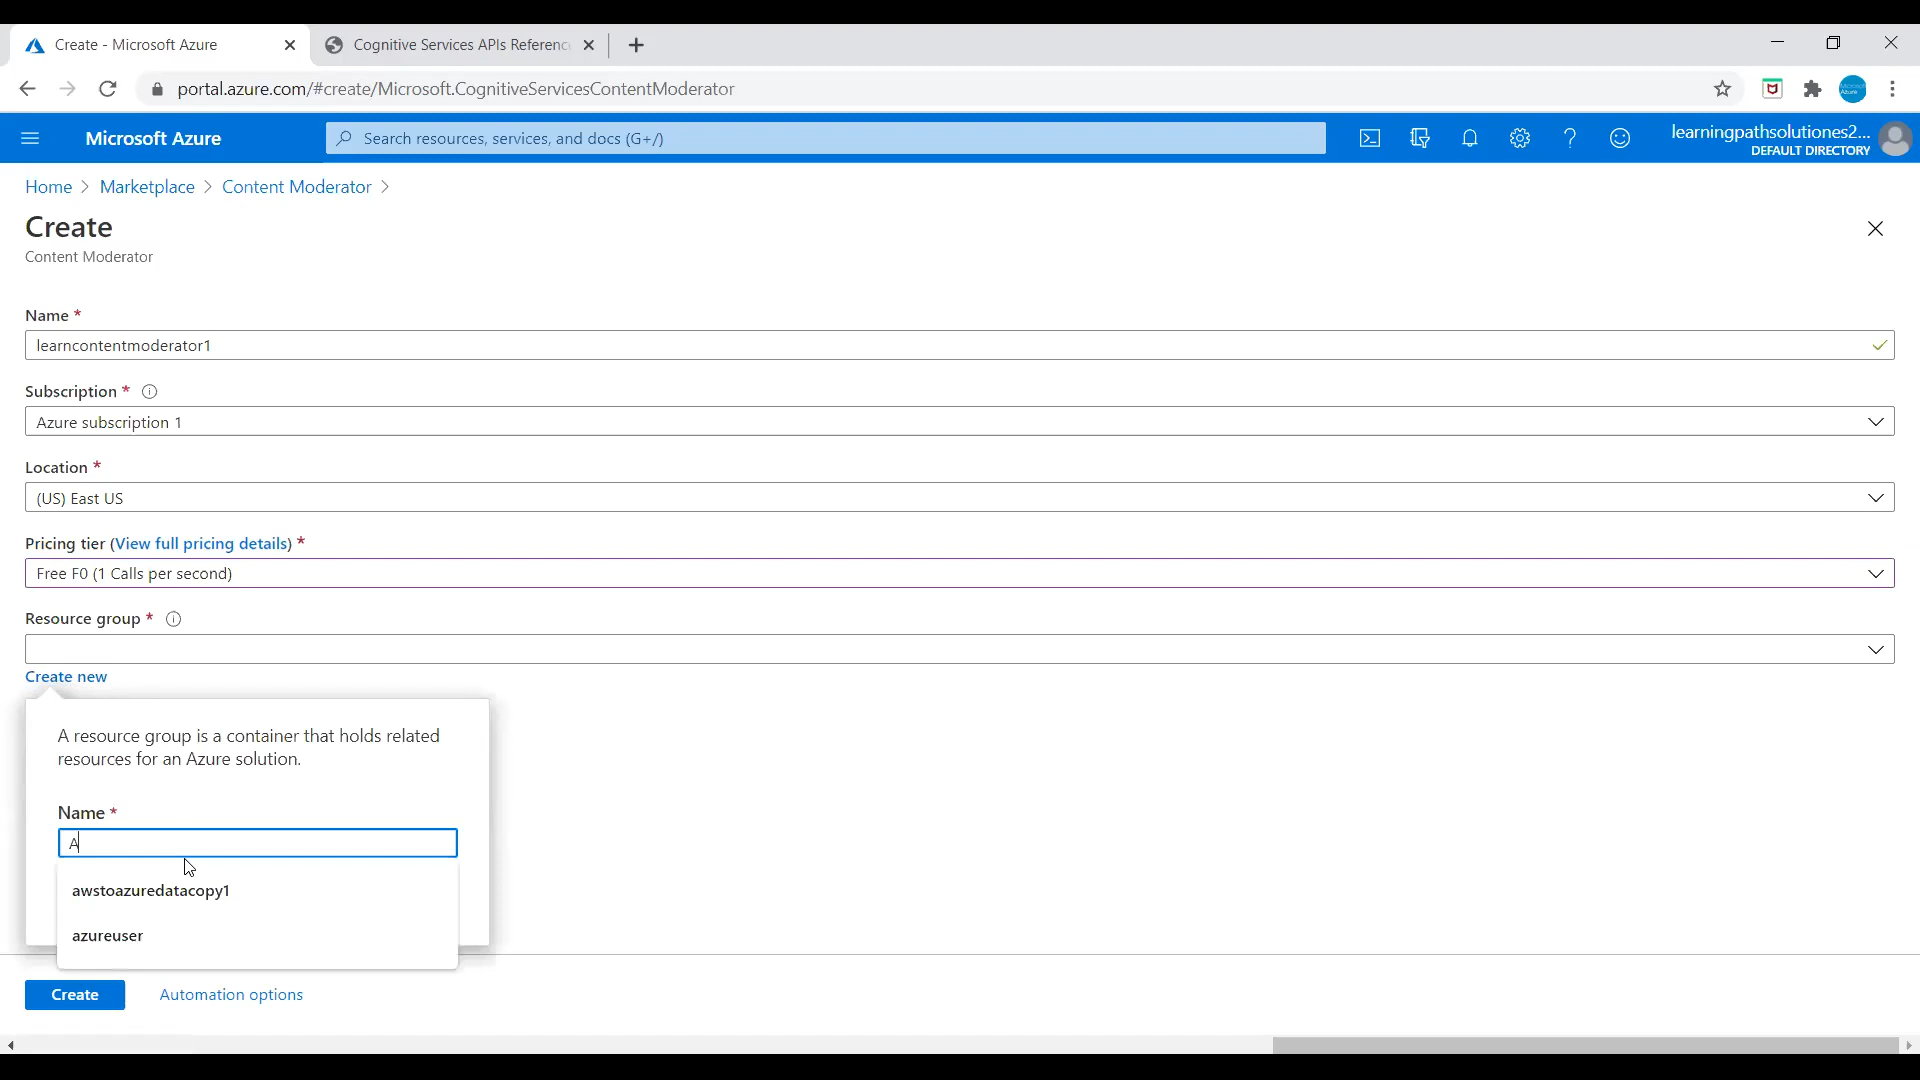 Create - Microsoft Azure
Cognitive Services APIs Referenc
portal.azure.com/#create/Microsoft.CognitiveServicesContentModerator
Microsoft Azure
Search resources, services, and docs (G+/)
learningpathsolutiones2...
DEFAULT DIRECTORY
Home > Marketplace > Content Moderator >
Create
Content Moderator
Name *
learncontentmoderator1
Subscription *
Azure subscription 1
Location *
(US) East US
Pricing tier (View full pricing details) *
Free F0 (1 Calls per second)
Resource group *
Create new
A resource group is a container that holds related
resources for an Azure solution.
Name *
A
awstoazuredatacopy1
azureuser
Create
Automation options